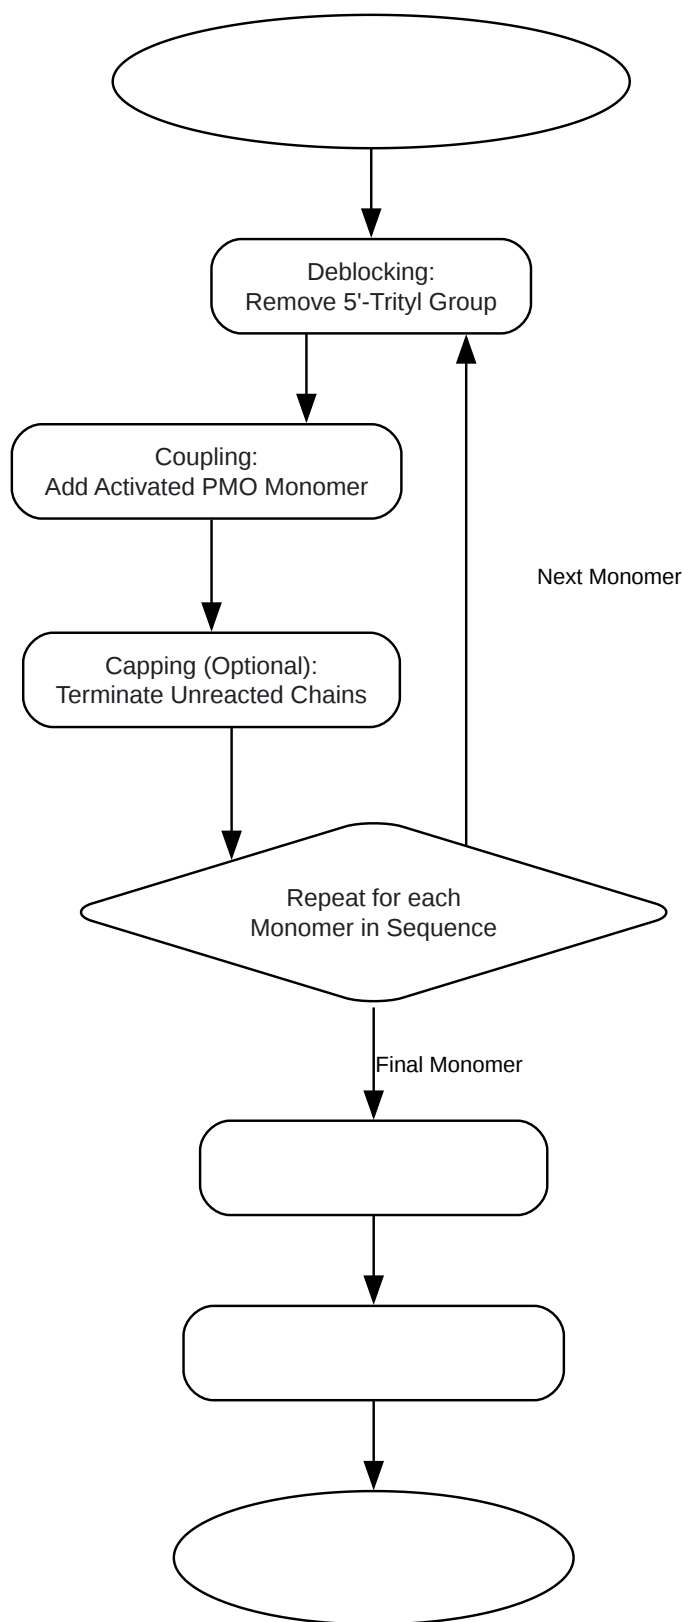 Deblocking:
Remove 5'-Trityl Group
Coupling:
Add Activated PMO Monomer
Next Monomer
Capping (Optional):
Terminate Unreacted Chains
Repeat for each
Monomer in Sequence
Final Monomer